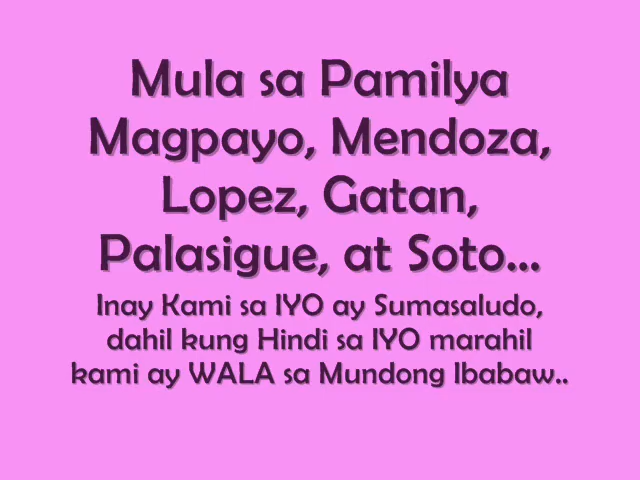 Mula sa Pamilya
Magpayo, Mendoza,
Lopez, Gatan,
Palasigue, at Soto...
Inay Kami sa IYO ay Sumasaludo,
dahil kung Hindi sa IYO marahil
kami ay WALA sa Mundong Ibabaw..